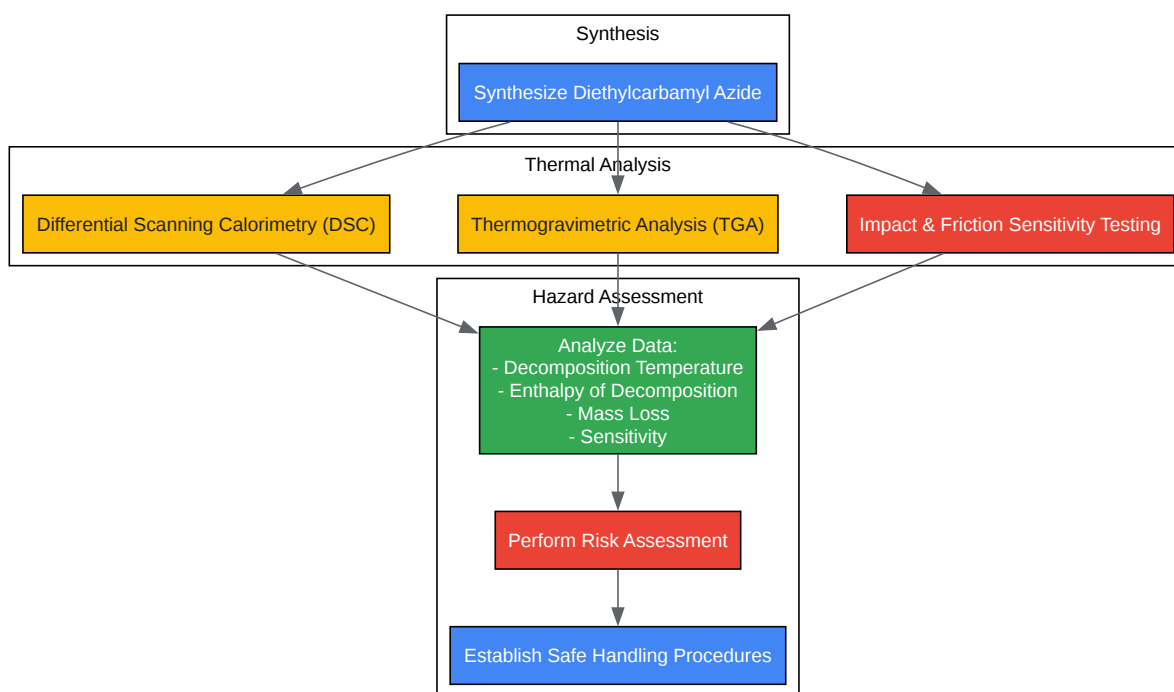 Synthesis
Synthesize Diethylcarbamyl Azide
Thermal Analysis
Differential Scanning Calorimetry (DSC)
Thermogravimetric Analysis (TGA)
Impact & Friction Sensitivity Testing
Hazard Assessment
Analyze Data:
- Decomposition Temperature
- Enthalpy of Decomposition
- Mass Loss
- Sensitivity
Perform Risk Assessment
Establish Safe Handling Procedures